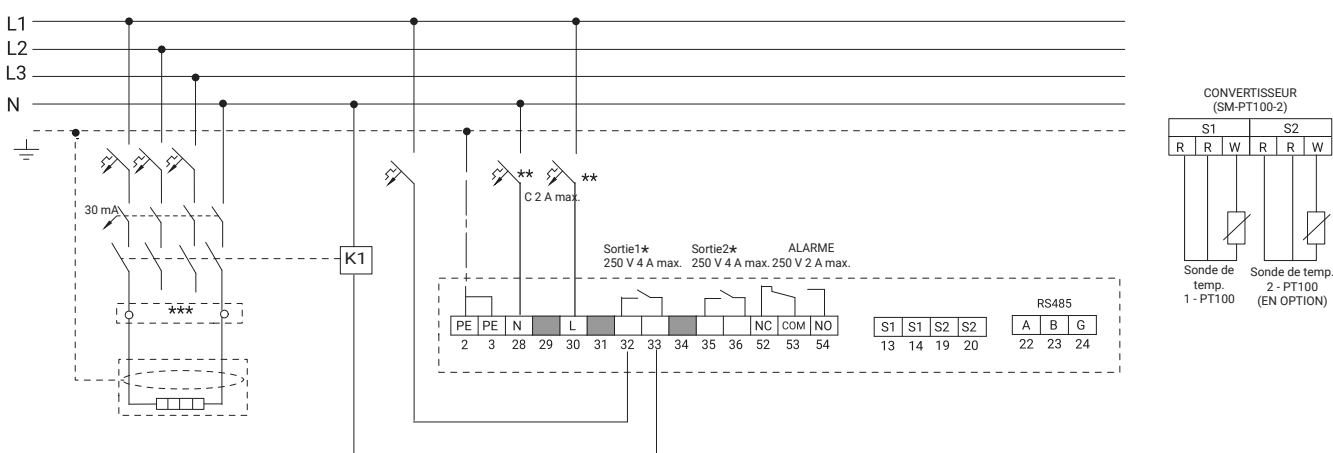 L1
L2
L3
N
30 mA
**
**
C 2 A max.
K1
***
Sortie1* Sortie2* ALARME
250 V 4 A max. 250 V 4 A max. 250 V 2 A max.
PE PE N L NC COM NO
2 3 28 29 30 31 32 33 34 35 36 52 53 54
S1 S1 S2 S2
13 14 19 20
RS485
A B G
22 23 24
CONVERTISSEUR
(SM-PT100-2)
S1 S2
R R W R R W
Sonde de
temp.
1 - PT100
Sonde de temp.
2 - PT100
(EN OPTION)